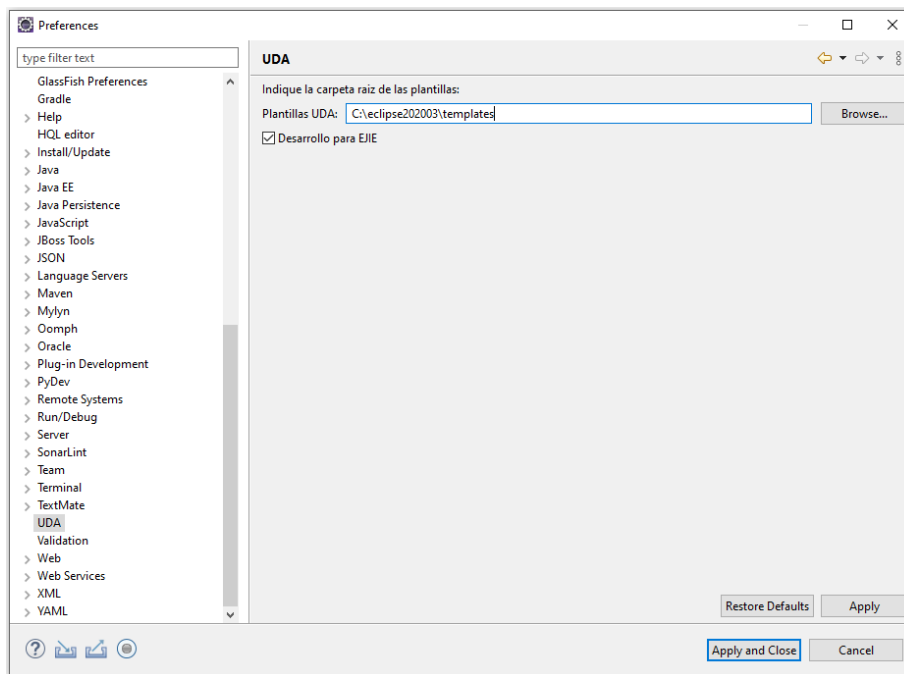 Preferences
type filter text
GlassFish Preferences
Gradle
Help
HQL editor
Install/Update
Java
Java EE
Java Persistence
JavaScript
JBoss Tools
JSON
Language Servers
Maven
Mylyn
Oomph
Oracle
Plug-in Development
PyDev
Remote Systems
Run/Debug
Server
SonarLint
Team
Terminal
TextMate
UDA
Validation
Web
Web Services
XML
YAML
UDA
Indique la carpeta raiz de las plantillas:
Plantillas UDA: C:\eclipse202003\templates Browse...
Desarrollo para EJIE
Restore Defaults Apply
Apply and Close Cancel